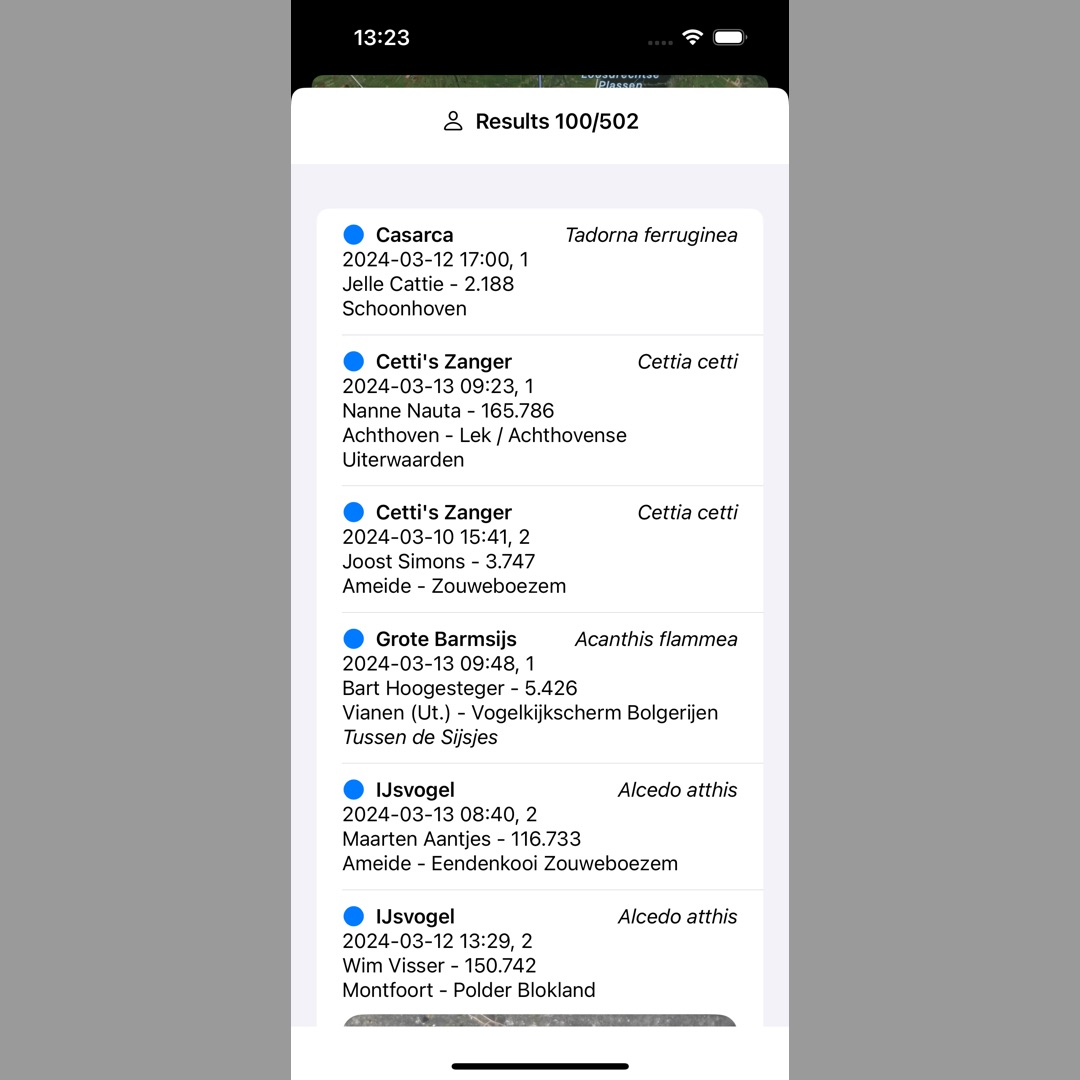 13:23
Loosdrechtse
Plassen
Results 100/502
Casarca Tadorna ferruginea
2024-03-12 17:00, 1
Jelle Cattie - 2.188
Schoonhoven
Cetti's Zanger Cettia cetti
2024-03-13 09:23, 1
Nanne Nauta - 165.786
Achthoven - Lek / Achthovense
Uiterwaarden
Cetti's Zanger Cettia cetti
2024-03-10 15:41, 2
Joost Simons - 3.747
Ameide - Zouweboezem
Grote Barmsijs Acanthis flammea
2024-03-13 09:48, 1
Bart Hoogesteger - 5.426
Vianen (Ut.) - Vogelkijkscherm Bolgerijen
Tussen de Sijsjes
IJsvogel Alcedo atthis
2024-03-13 08:40, 2
Maarten Aantjes - 116.733
Ameide - Eendenkooi Zouweboezem
IJsvogel Alcedo atthis
2024-03-12 13:29, 2
Wim Visser - 150.742
Montfoort - Polder Blokland